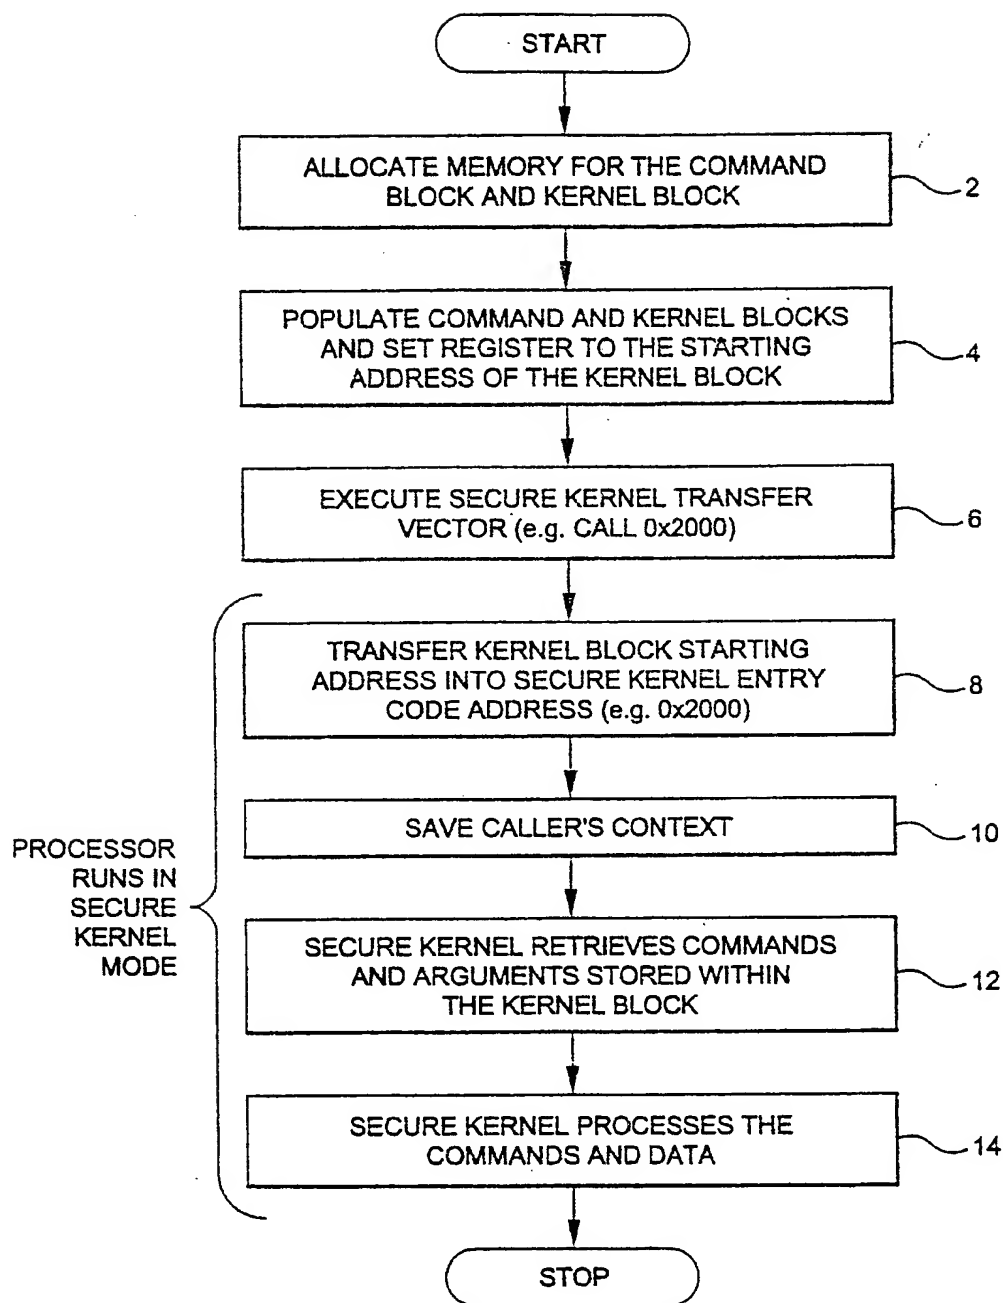 START
ALLOCATE MEMORY FOR THE COMMAND
BLOCK AND KERNEL BLOCK
2
POPULATE COMMAND AND KERNEL BLOCKS
AND SET REGISTER TO THE STARTING
ADDRESS OF THE KERNEL BLOCK
4
EXECUTE SECURE KERNEL TRANSFER
VECTOR (e.g. CALL 0x2000)
6
TRANSFER KERNEL BLOCK STARTING
ADDRESS INTO SECURE KERNEL ENTRY
CODE ADDRESS (e.g. 0x2000)
8
SAVE CALLER'S CONTEXT
10
PROCESSOR
RUNS IN
SECURE
KERNEL
MODE
SECURE KERNEL RETRIEVES COMMANDS
AND ARGUMENTS STORED WITHIN
THE KERNEL BLOCK
12
SECURE KERNEL PROCESSES THE
COMMANDS AND DATA
14
STOP